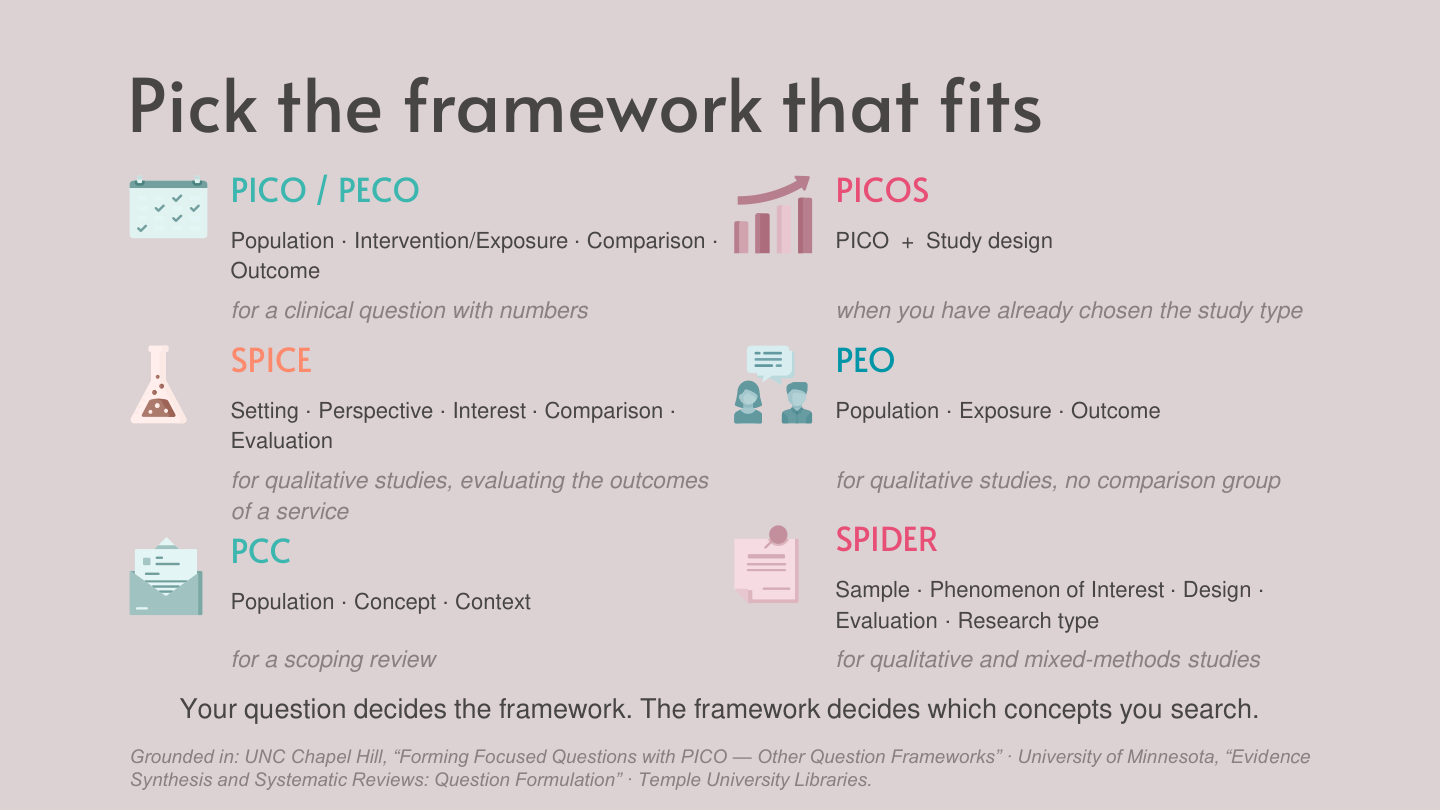 Pick the framework that fits
PICO / PECO
Population · Intervention/Exposure · Comparison ·
Outcome
for a clinical question with numbers
PICOS
PICO + Study design
when you have already chosen the study type
SPICE
Setting · Perspective · Interest · Comparison ·
Evaluation
for qualitative studies, evaluating the outcomes
of a service
PEO
Population · Exposure · Outcome
for qualitative studies, no comparison group
PCC
Population · Concept · Context
for a scoping review
SPIDER
Sample · Phenomenon of Interest · Design ·
Evaluation · Research type
for qualitative and mixed-methods studies
Your question decides the framework. The framework decides which concepts you search.
Grounded in: UNC Chapel Hill, “Forming Focused Questions with PICO — Other Question Frameworks” · University of Minnesota, “Evidence
Synthesis and Systematic Reviews: Question Formulation” · Temple University Libraries.